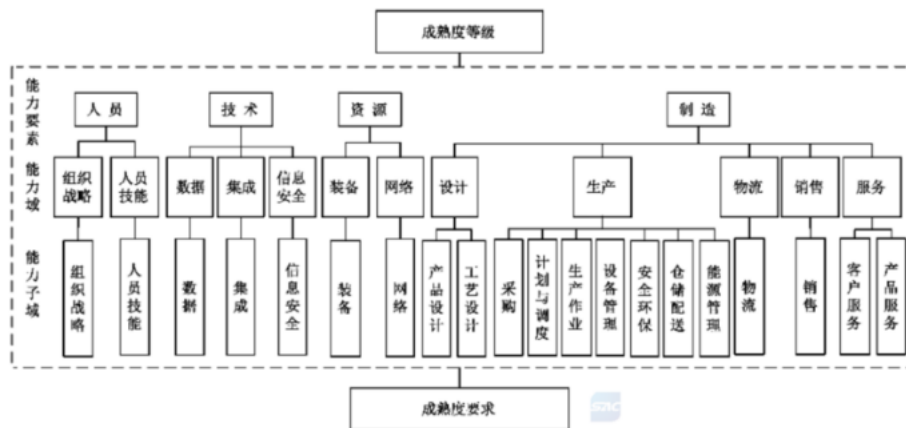 成熟度等级
能力要素
人员
技术
资源
制造
能力域
组织战略
人员技能
数据
集成
信息安全
装备
网络
设计
生产
物流
销售
服务
能力子域
组织战略
人员技能
数据
集成
信息安全
装备
网络
产品设计
工艺设计
采购
计划与调度
生产作业
设备管理
安全环保
仓储配送
能源管理
物流
销售
客户服务
产品服务
成熟度要求
sac